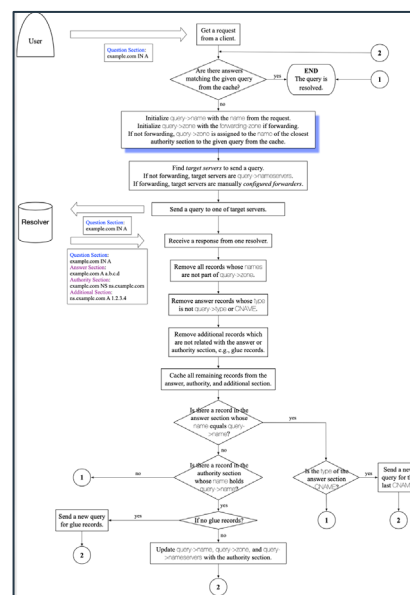 User
Question Section:
example.com IN A
Get a request
from a client.
2
Are there answers
matching the given query
from the cache?
yes
END
The query is
resolved.
1
no
Initialize query->name with the name from the request.
Initialize query->zone with the forwarding zone if forwarding.
If not forwarding, query->zone is assigned to the name of the closest
authority section to the given query from the cache.
Find target servers to send a query.
If not forwarding, target servers are query->nameservers.
If forwarding, target servers are manually configured forwarders.
Resolver
Send a query to one of target servers.
Question Section:
example.com IN A
Receive a response from one resolver.
Question Section:
example.com IN A
Answer Section:
example.com A a.b.c.d
Authority Section:
example.com NS ns.example.com
Additional Section:
ns.example.com A 1.2.3.4
Remove all records whose names
are not part of query->zone.
Remove answer records whose type
is not query->type or CNAME.
Remove additional records which
are not related with the answer or
authority section, e.g., glue records.
Cache all remaining records from the
answer, authority, and additional section.
Is there a record in the
answer section whose
name equals query-
>name?
yes
no
Is the type of the
answer section
CNAME?
yes
Send a new
query for the
last CNAME
1
2
Is there a record in the
authority section
whose name holds
query->name?
no
1
yes
If no glue records?
yes
Send a new query
for glue records.
2
no
Update query->name, query->zone, and query-
>nameservers with the authority section.
2